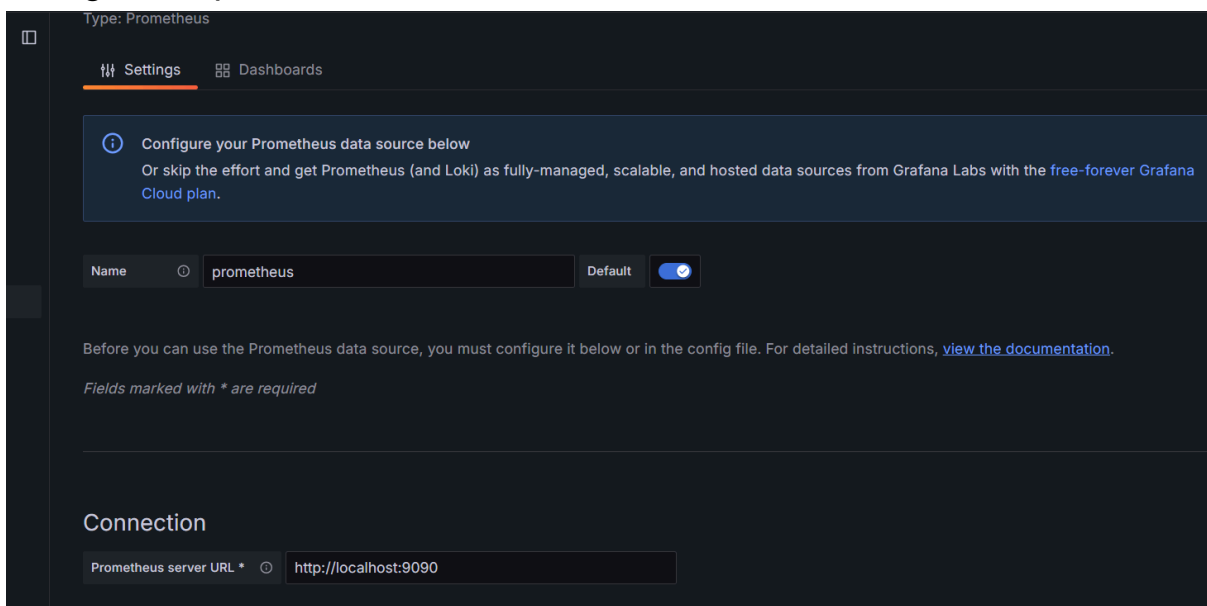 Type: Prometheus
Settings
Dashboards
Configure your Prometheus data source below
Or skip the effort and get Prometheus (and Loki) as fully-managed, scalable, and hosted data sources from Grafana Labs with the free-forever Grafana
Cloud plan.
Name
prometheus
Default
Before you can use the Prometheus data source, you must configure it below or in the config file. For detailed instructions, view the documentation.
Fields marked with * are required
Connection
Prometheus server URL *
http://localhost:9090